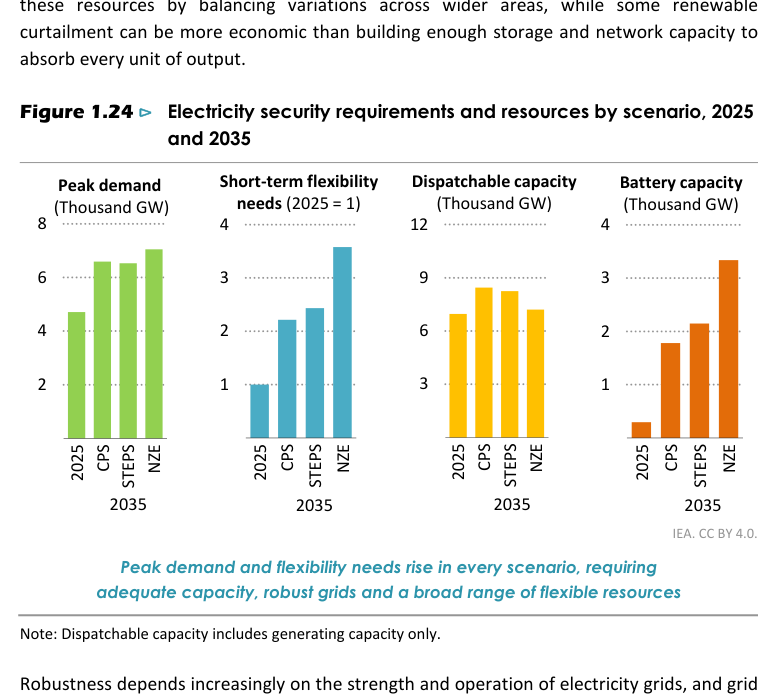 these resources by balancing variations across wider areas, while some renewable
curtailment can be more economic than building enough storage and network capacity to
absorb every unit of output.
Figure 1.24 ⊳ Electricity security requirements and resources by scenario, 2025
and 2035
Peak demand
(Thousand GW)
8
6
4
2
2025
CPS
STEPS
NZE
2035
Short-term flexibility
needs (2025 = 1)
4
3
2
1
2025
CPS
STEPS
NZE
2035
Dispatchable capacity
(Thousand GW)
12
9
6
3
2025
CPS
STEPS
NZE
2035
Battery capacity
(Thousand GW)
4
3
2
1
2025
CPS
STEPS
NZE
2035
IEA. CC BY 4.0.
Peak demand and flexibility needs rise in every scenario, requiring
adequate capacity, robust grids and a broad range of flexible resources
Note: Dispatchable capacity includes generating capacity only.
Robustness depends increasingly on the strength and operation of electricity grids, and grid